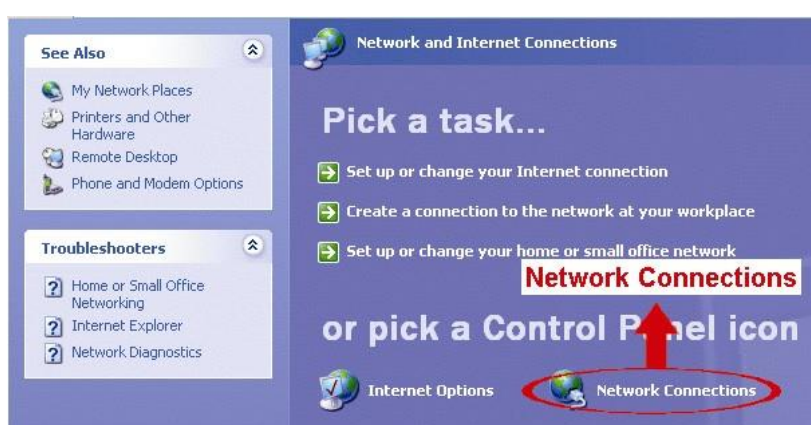 See Also
My Network Places
Printers and Other
Hardware
Remote Desktop
Phone and Modem Options
Troubleshooters
Home or Small Office
Networking
Internet Explorer
Network Diagnostics
Network and Internet Connections
Pick a task...
Set up or change your Internet connection
Create a connection to the network at your workplace
Set up or change your home or small office network
Network Connections
or pick a Control Panel icon
Internet Options
Network Connections